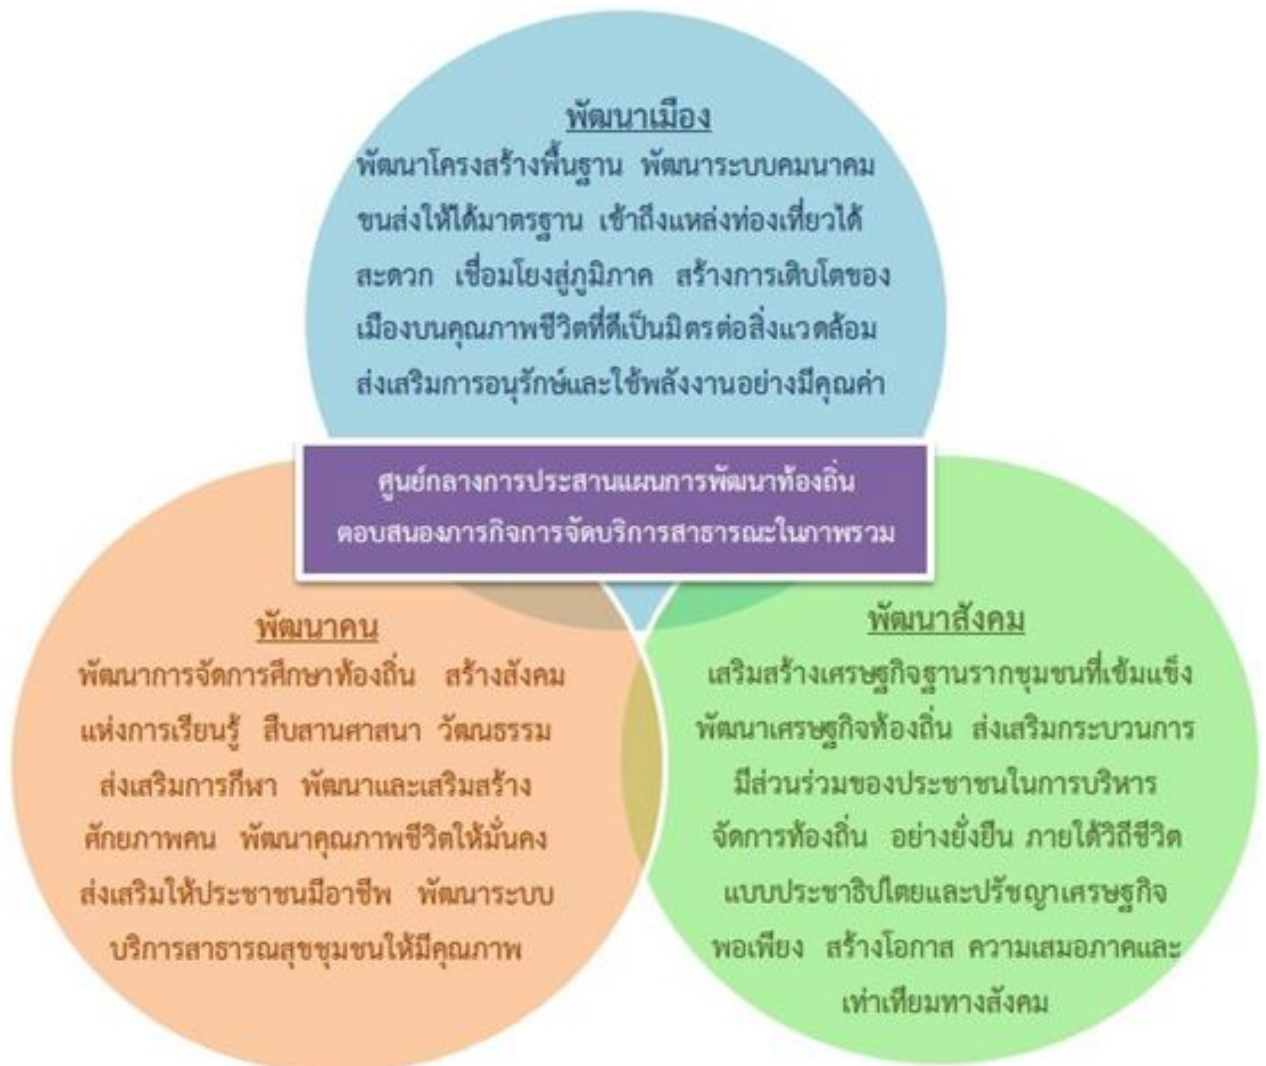 พัฒนาเมือง
พัฒนาโครงสร้างพื้นฐาน พัฒนาระบบคมนาคม
ขนส่งให้ได้มาตรฐาน เข้าถึงแหล่งท่องเที่ยวได้
สะดวก เชื่อมโยงสู่ภูมิภาค สร้างการเติบโตของ
เมืองบนคุณภาพชีวิตที่ดีเป็นมิตรต่อสิ่งแวดล้อม
ส่งเสริมการอนุรักษ์และใช้พลังงานอย่างมีคุณค่า
ศูนย์กลางการประสานแผนการพัฒนาท้องถิ่น
ตอบสนองภารกิจการจัดบริการสาธารณะในภาพรวม
พัฒนาคน
พัฒนาการจัดการศึกษาท้องถิ่น สร้างสังคม
แห่งการเรียนรู้ สืบสานศาสนา วัฒนธรรม
ส่งเสริมการกีฬา พัฒนาและเสริมสร้าง
ศักยภาพคน พัฒนาคุณภาพชีวิตให้มั่นคง
ส่งเสริมให้ประชาชนมีอาชีพ พัฒนาระบบ
บริการสาธารณสุขชุมชนให้มีคุณภาพ
พัฒนาสังคม
เสริมสร้างเศรษฐกิจฐานรากชุมชนที่เข้มแข็ง
พัฒนาเศรษฐกิจท้องถิ่น ส่งเสริมกระบวนการ
มีส่วนร่วมของประชาชนในการบริหาร
จัดการท้องถิ่น อย่างยั่งยืน ภายใต้วิถีชีวิต
แบบประชาธิปไตยและปรัชญาเศรษฐกิจ
พอเพียง สร้างโอกาส ความเสมอภาคและ
เท่าเทียมทางสังคม